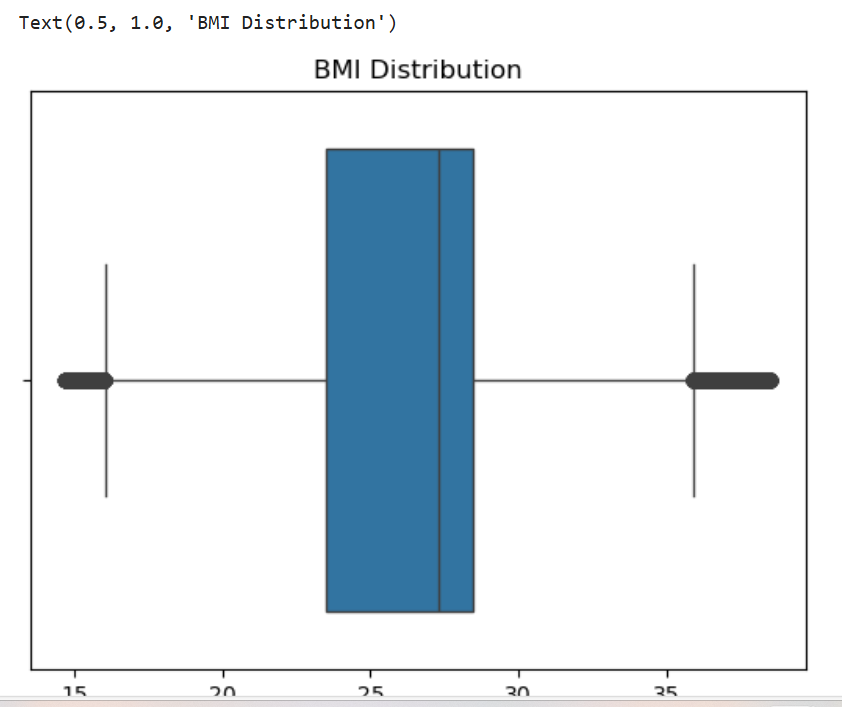 Text(0.5, 1.0, 'BMI Distribution')
BMI Distribution
15 20 25 30 35